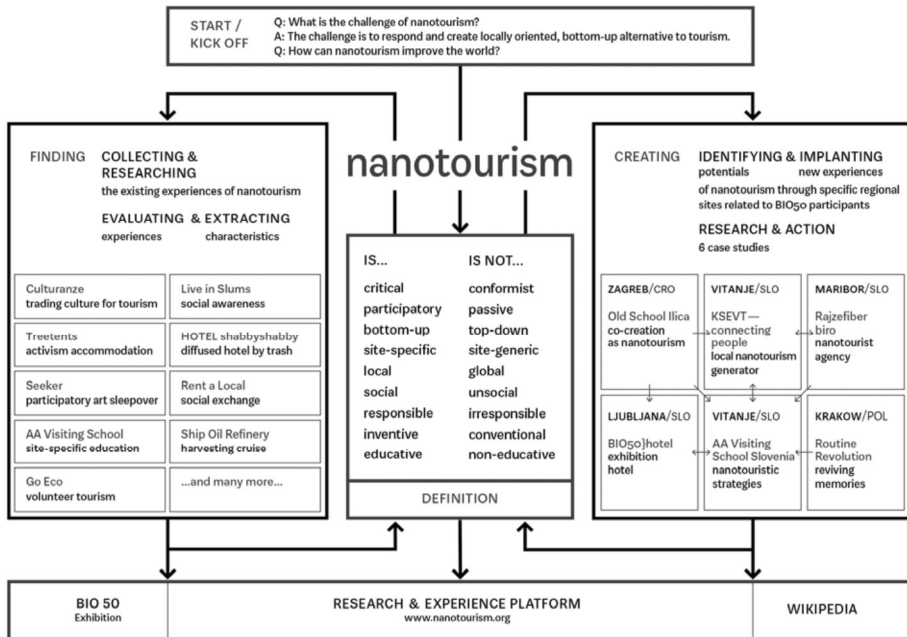 START /
KICK OFF
Q: What is the challenge of nanotourism?
A: The challenge is to respond and create locally oriented, bottom-up alternative to tourism.
Q: How can nanotourism improve the world?
FINDING
COLLECTING &
RESEARCHING
the existing experiences of nanotourism
EVALUATING & EXTRACTING
experiences characteristics
Culturanze
trading culture for tourism
Live in Slums
social awareness
Treetents
activism accommodation
HOTEL shabbyshabby
diffused hotel by trash
Seeker
participatory art sleepover
Rent a Local
social exchange
AA Visiting School
site-specific education
Ship Oil Refinery
harvesting cruise
Go Eco
volunteer tourism
...and many more...
nanotourism
IS... IS NOT...
critical conformist
participatory passive
bottom-up top-down
site-specific site-generic
local global
social unsocial
responsible irresponsible
inventive conventional
educative non-educative
DEFINITION
CREATING
IDENTIFYING & IMPLANTING
potentials new experiences
of nanotourism through specific regional
sites related to BIO50 participants
RESEARCH & ACTION
6 case studies
ZAGREB/CRO
Old School Ilica
co-creation
as nanotourism
VITANJE/SLO
KSEVT—
connecting
people
local nanotourism
generator
MARIBOR/SLO
Rajzefiber
biro
nanotourist
agency
LJUBLJANA/SLO
BIO50}hotel
exhibition
hotel
VITANJE/SLO
AA Visiting
School Slovenia
nanotouristic
strategies
KRAKOW/POL
Routine
Revolution
reviving
memories
BIO 50
Exhibition
RESEARCH & EXPERIENCE PLATFORM
www.nanotourism.org
WIKIPEDIA